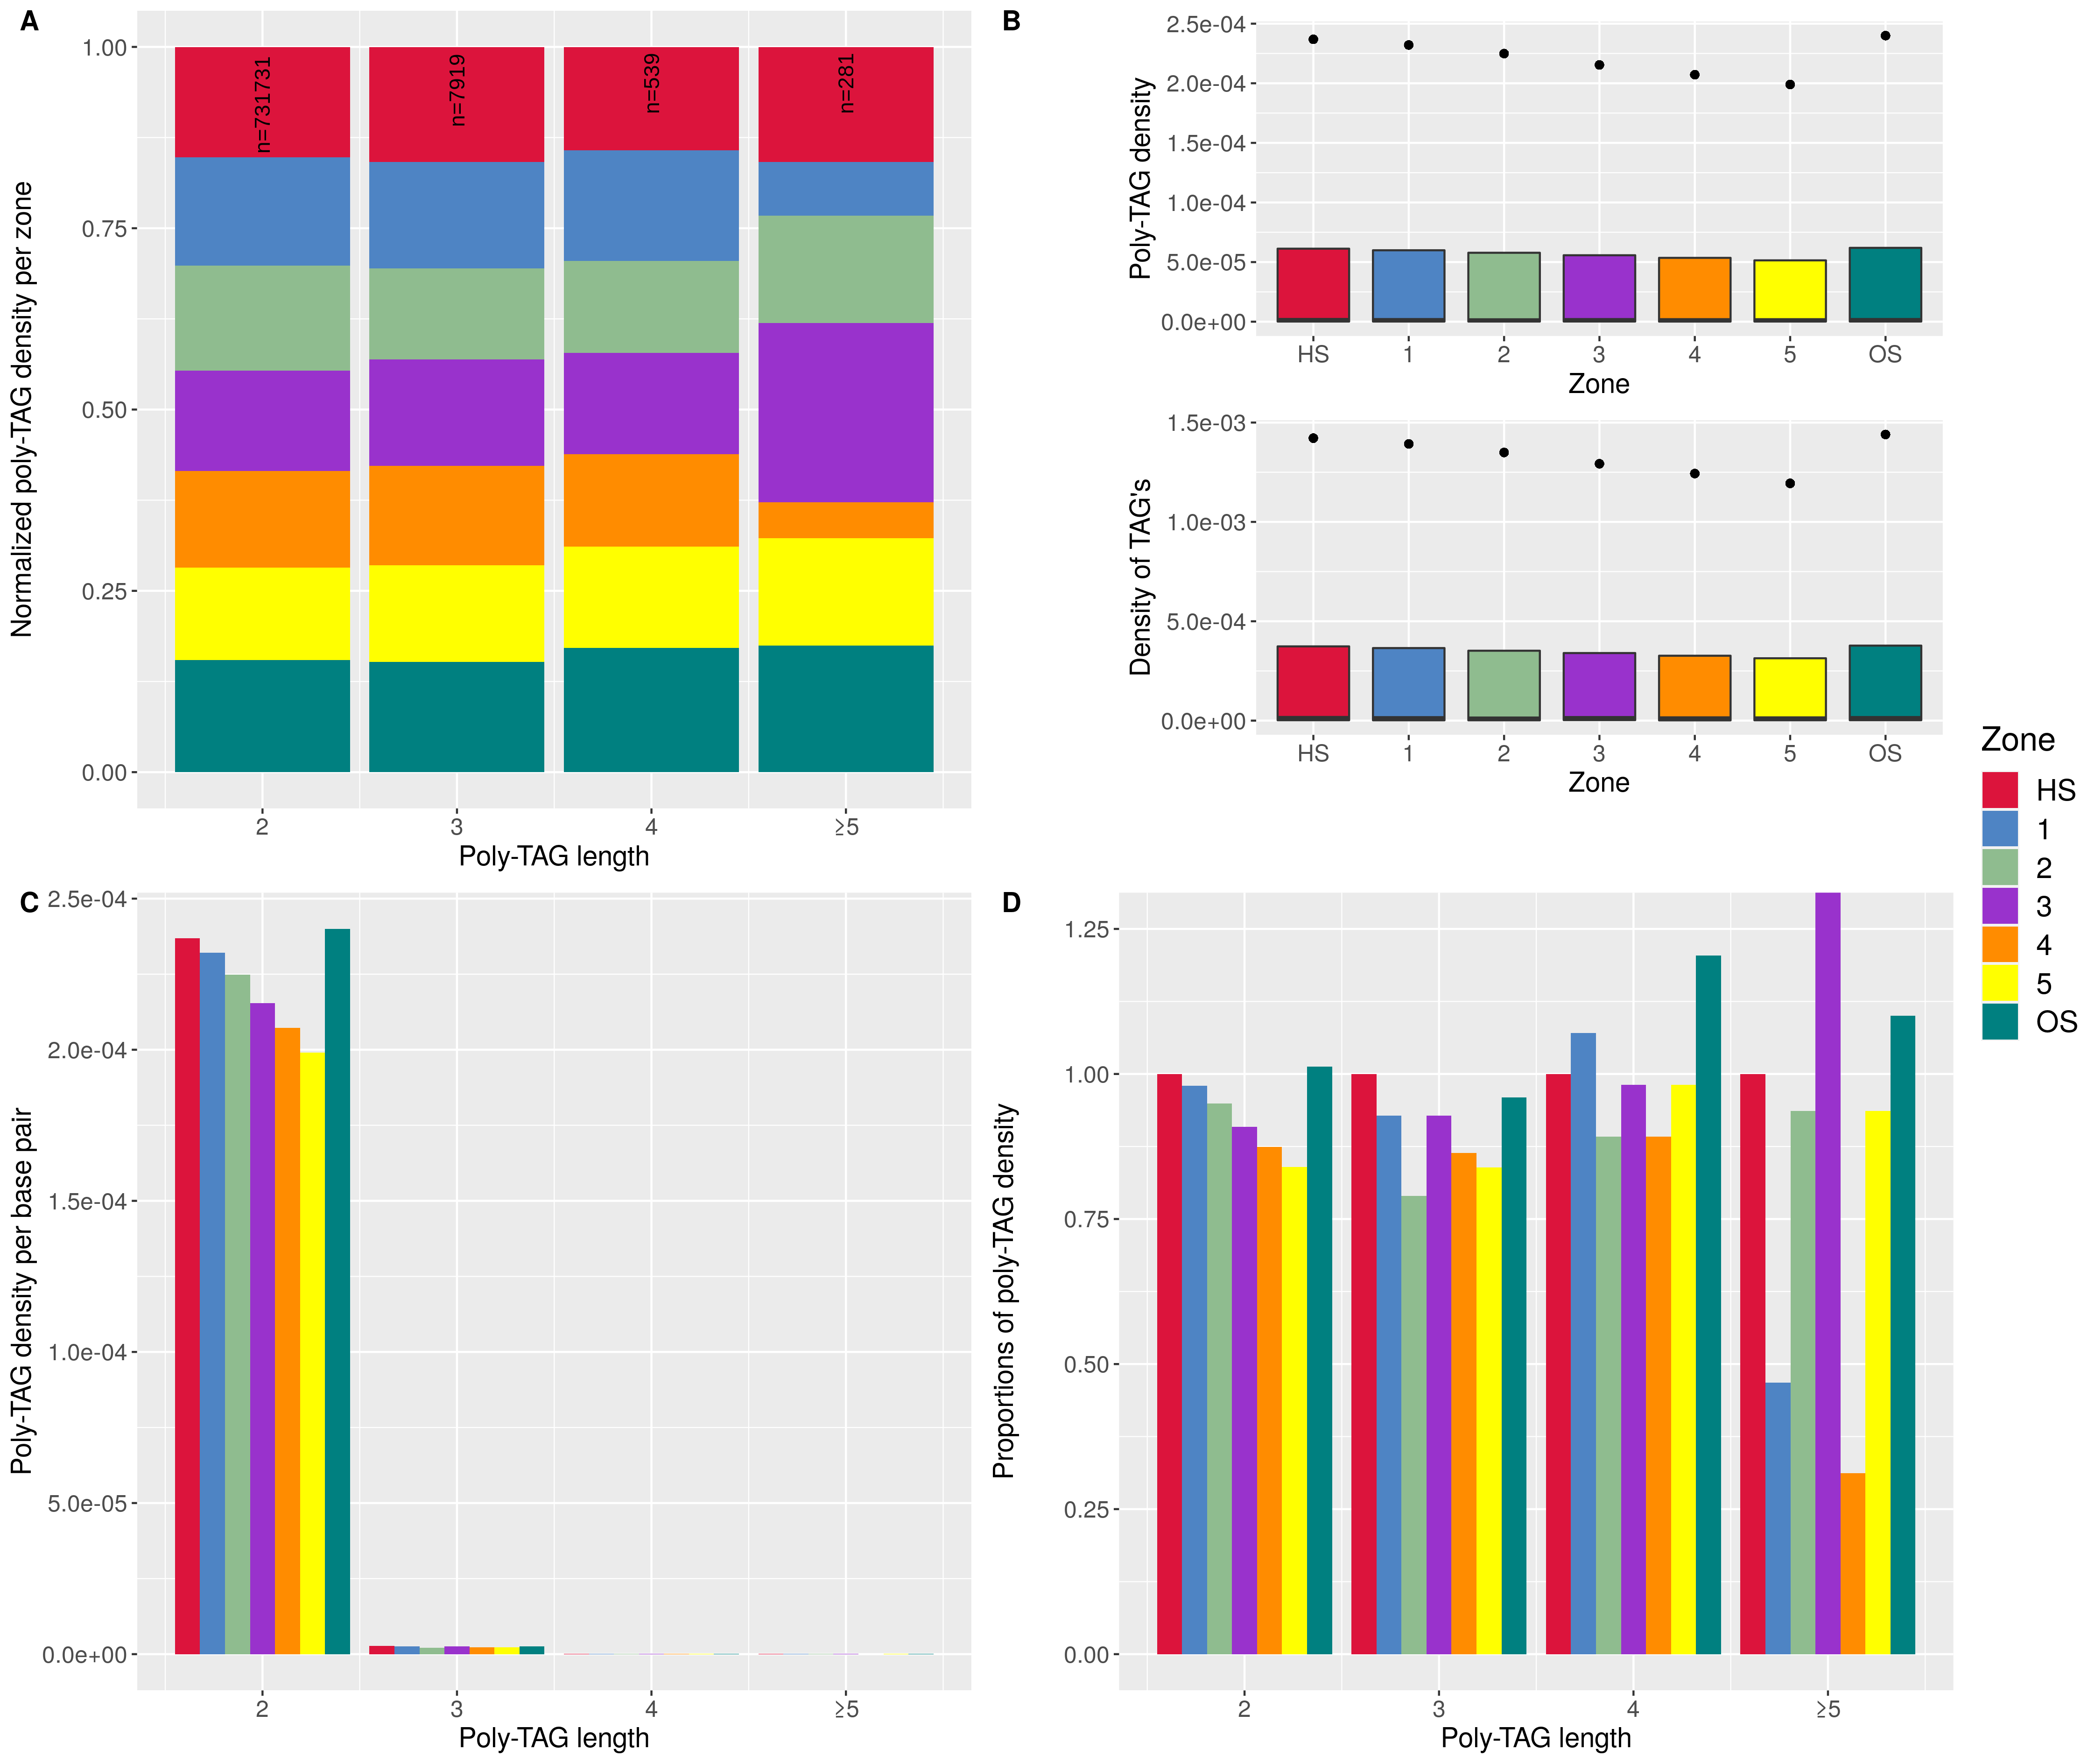 A
Normalized poly-TAG density per zone
1.00
0.75
0.50
0.25
0.00
n=731731
n=7919
n=539
n=281
2 3 4 ≥5
Poly-TAG length
B
Poly-TAG density
2.5e-04
2.0e-04
1.5e-04
1.0e-04
5.0e-05
0.0e+00
HS 1 2 3 4 5 OS
Zone
Density of TAG's
1.5e-03
1.0e-03
5.0e-04
0.0e+00
HS 1 2 3 4 5 OS
Zone
Zone
HS
1
2
3
4
5
OS
C
Poly-TAG density per base pair
2.5e-04
2.0e-04
1.5e-04
1.0e-04
5.0e-05
0.0e+00
2 3 4 ≥5
Poly-TAG length
D
Proportions of poly-TAG density
1.25
1.00
0.75
0.50
0.25
0.00
2 3 4 ≥5
Poly-TAG length